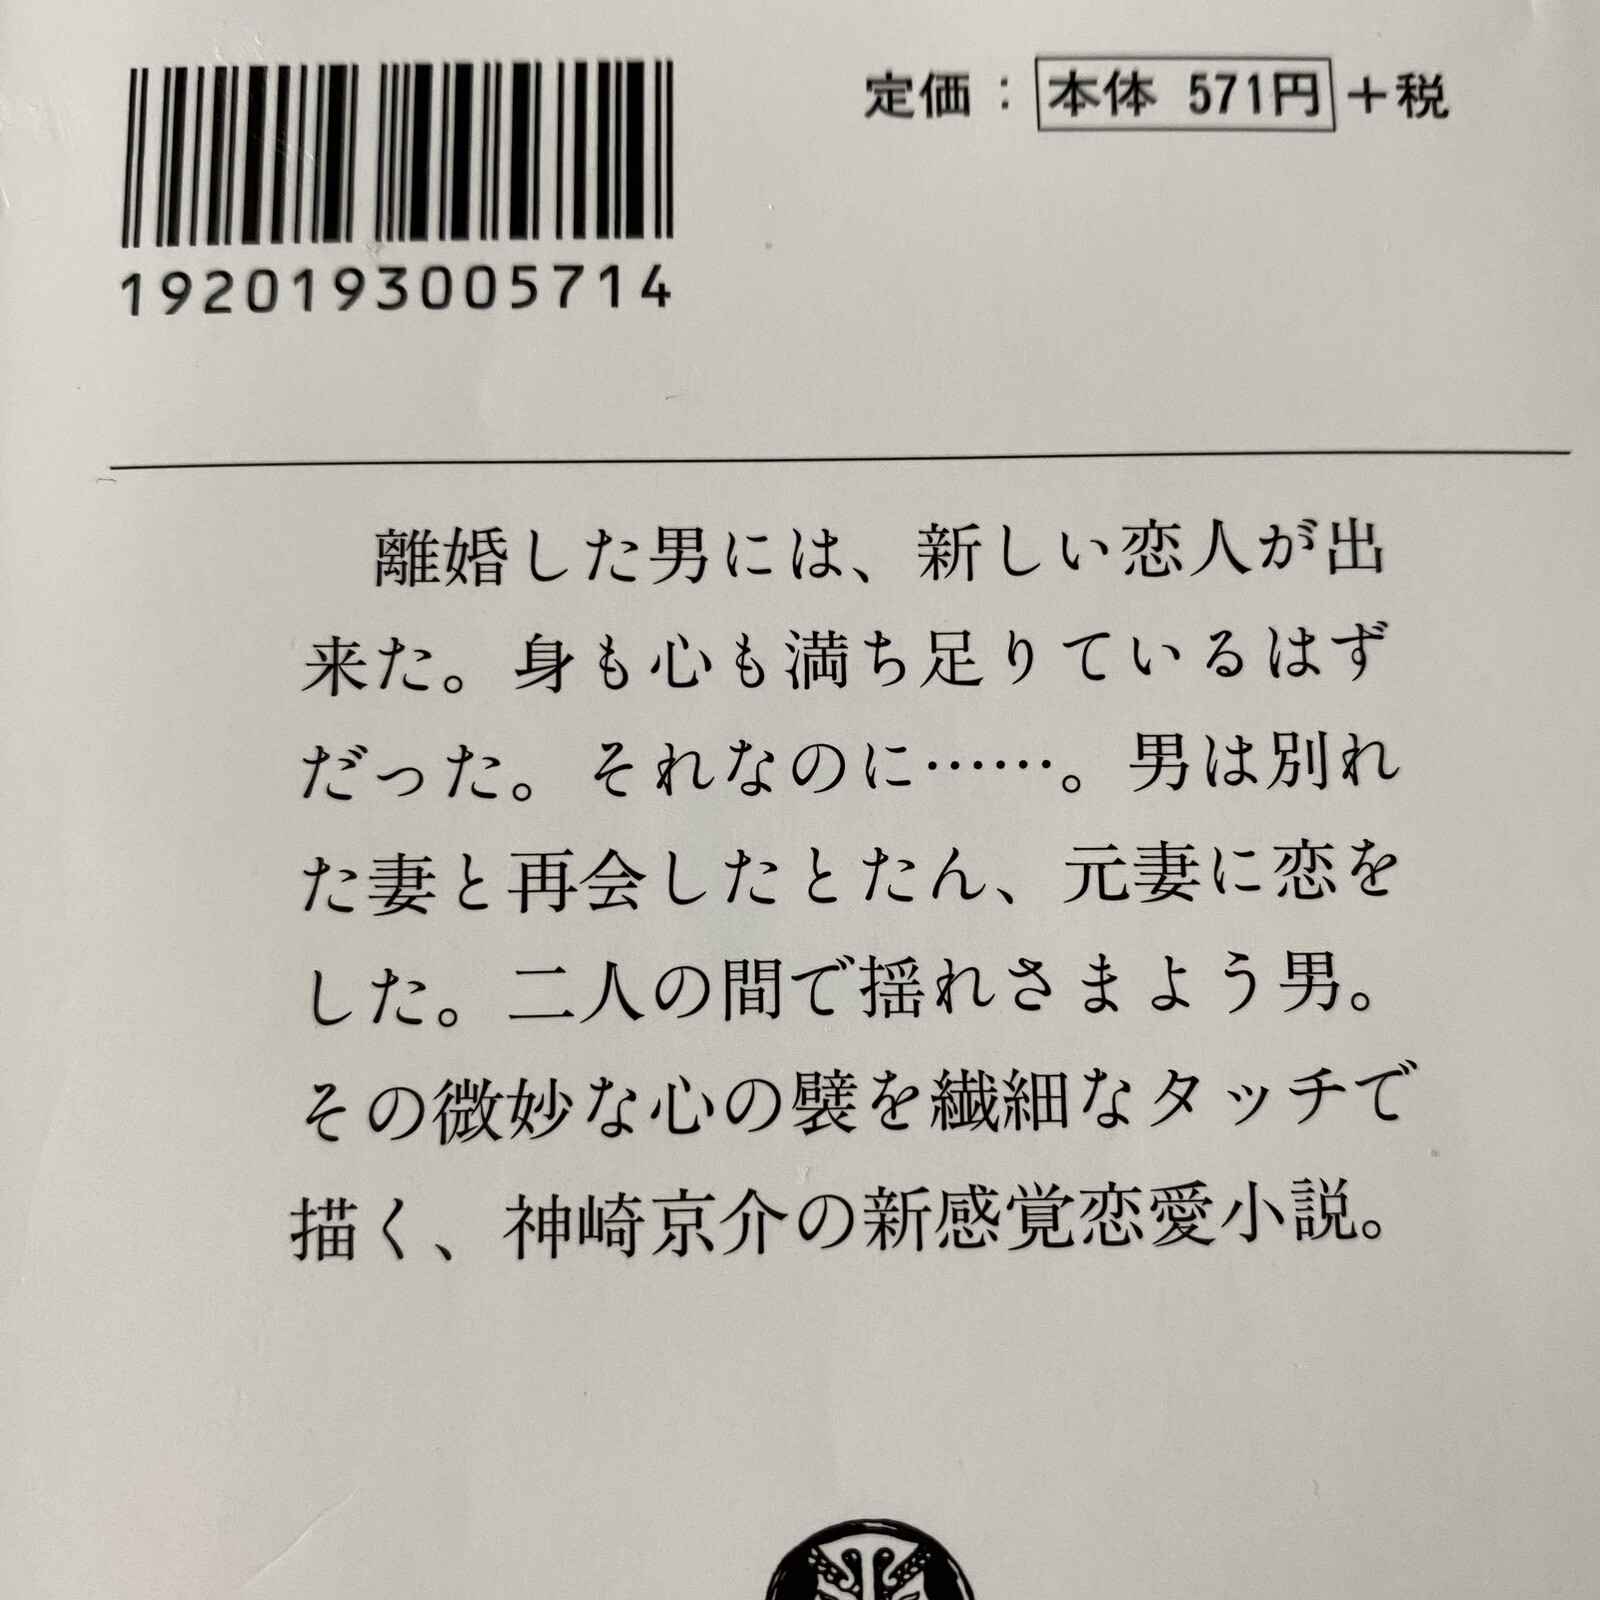 定価：本体 571円＋税
1920193005714
離婚した男には、新しい恋人が出
来た。身も心も満ち足りているはず
だった。それなのに……。男は別れ
た妻と再会したとたん、元妻に恋を
した。二人の間で揺れさまよう男。
その微妙な心の襞を繊細なタッチで
描く、神崎京介の新感覚恋愛小説。